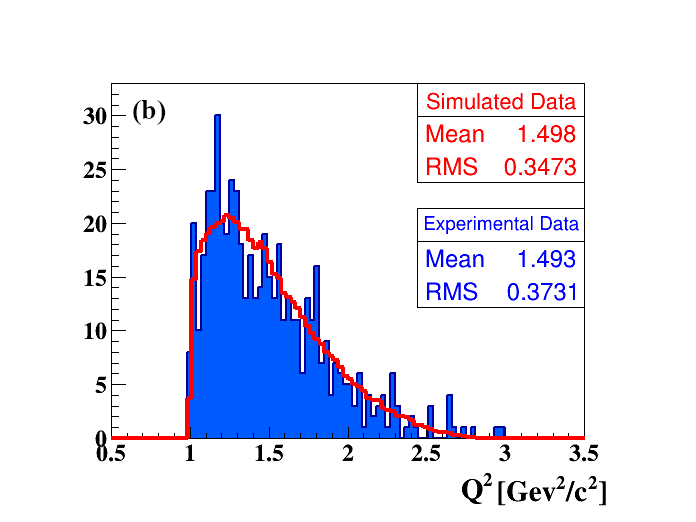 (b)
Simulated Data
Mean 1.498
RMS 0.3473
Experimental Data
Mean 1.493
RMS 0.3731
30
25
20
15
10
5
0
0.5 1 1.5 2 2.5 3 3.5
Q² [Gev²/c²]